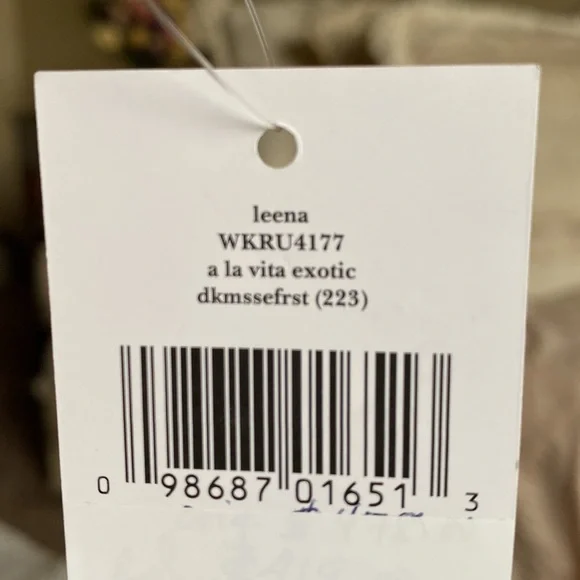 leena
WKRU4177
a la vita exotic
dkmssefrst (223)
0 98687 01651 3